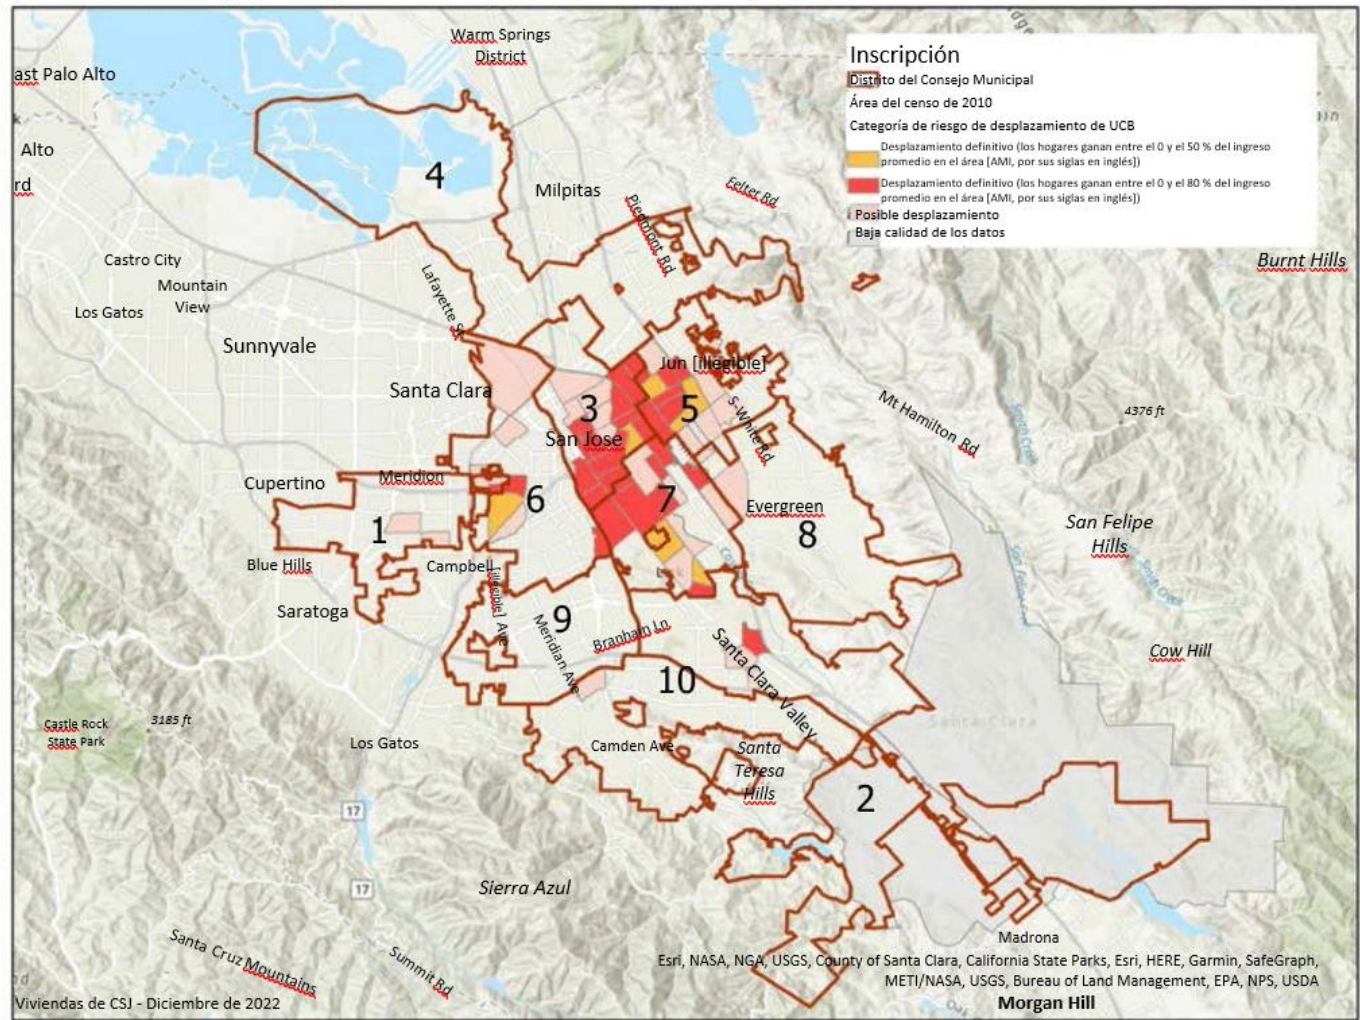 Warm Springs
District
Inscripción
Distrito del Consejo Municipal
Área del censo de 2010
Categoría de riesgo de desplazamiento de UCB
Desplazamiento definitivo (los hogares ganan entre el 0 y el 50 % del ingreso
promedio en el área [AMI, por sus siglas en inglés])
Desplazamiento definitivo (los hogares ganan entre el 0 y el 80 % del ingreso
promedio en el área [AMI, por sus siglas en inglés])
Posible desplazamiento
Baja calidad de los datos
ast Palo Alto
Alto
rd
4
Milpitas
Felter Rd
Piedmont Rd
Burnt Hills
Castro City
Mountain
View
Los Gatos
Lafayette St
Sunnyvale
Jun [illegible]
Santa Clara
3
5
S White Rd
Mt Hamilton Rd
4376 ft
San Jose
Cupertino
Meridion
6
7
Evergreen
8
1
San Felipe
Hills
Blue Hills
Campbell
[illegible] Ave
Saratoga
9
Meridian Ave
Branham Ln
Santa Clara Valley
10
Cow Hill
Santa Clara
Castle Rock
State Park
3185 ft
Los Gatos
Camden Ave
Santa
Teresa
Hills
2
17
17
Sierra Azul
Santa Cruz Mountains
Summit Rd
Madrona
Esri, NASA, NGA, USGS, County of Santa Clara, California State Parks, Esri, HERE, Garmin, SafeGraph,
METI/NASA, USGS, Bureau of Land Management, EPA, NPS, USDA
Morgan Hill
Viviendas de CSJ - Diciembre de 2022